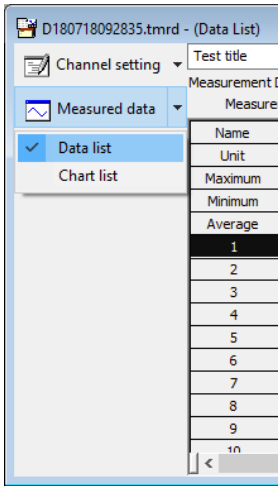 D180718092835.tmrd - (Data List)
Channel setting
Test title
Measurement
Measured data
Measure
Data list
Chart list
Name
Unit
Maximum
Minimum
Average
1
2
3
4
5
6
7
8
9
10